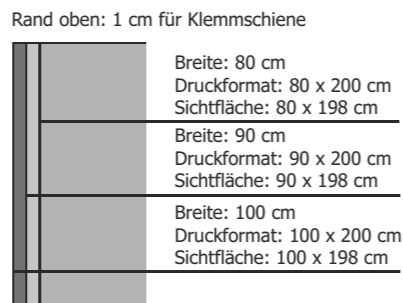 Rand oben: 1 cm für Klemmschiene
Breite: 80 cm
Druckformat: 80 x 200 cm
Sichtfläche: 80 x 198 cm
Breite: 90 cm
Druckformat: 90 x 200 cm
Sichtfläche: 90 x 198 cm
Breite: 100 cm
Druckformat: 100 x 200 cm
Sichtfläche: 100 x 198 cm